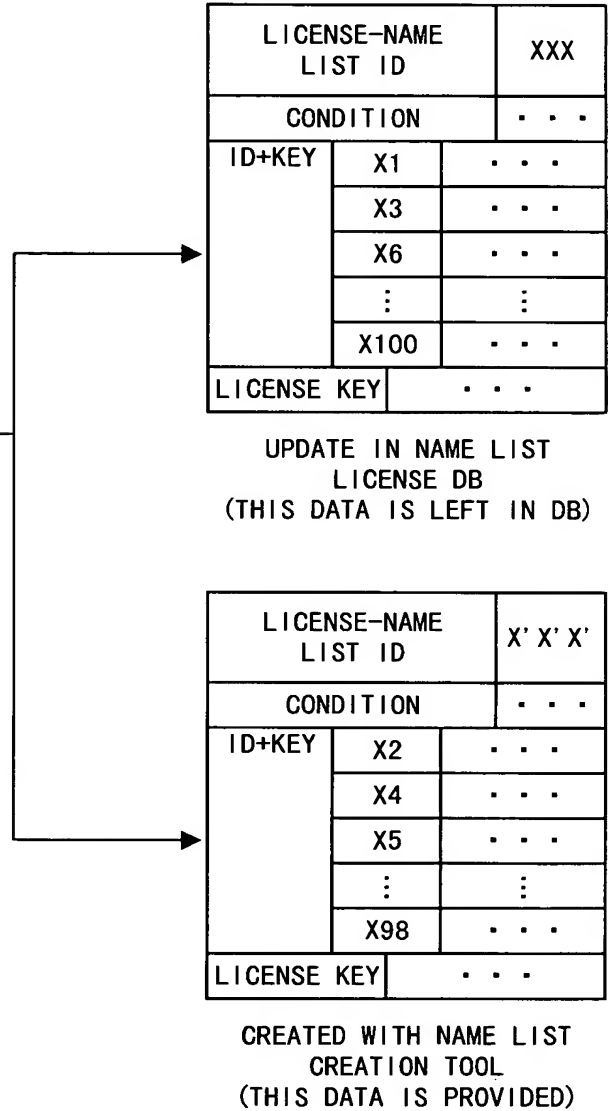 LICENSE-NAME
LIST ID
XXX
CONDITION
· · ·
ID+KEY
X1
· · ·
X3
· · ·
X6
· · ·
⋮
⋮
X100
· · ·
LICENSE KEY
· · ·
UPDATE IN NAME LIST
LICENSE DB
(THIS DATA IS LEFT IN DB)
LICENSE-NAME
LIST ID
X' X' X'
CONDITION
· · ·
ID+KEY
X2
· · ·
X4
· · ·
X5
· · ·
⋮
⋮
X98
· · ·
LICENSE KEY
· · ·
CREATED WITH NAME LIST
CREATION TOOL
(THIS DATA IS PROVIDED)